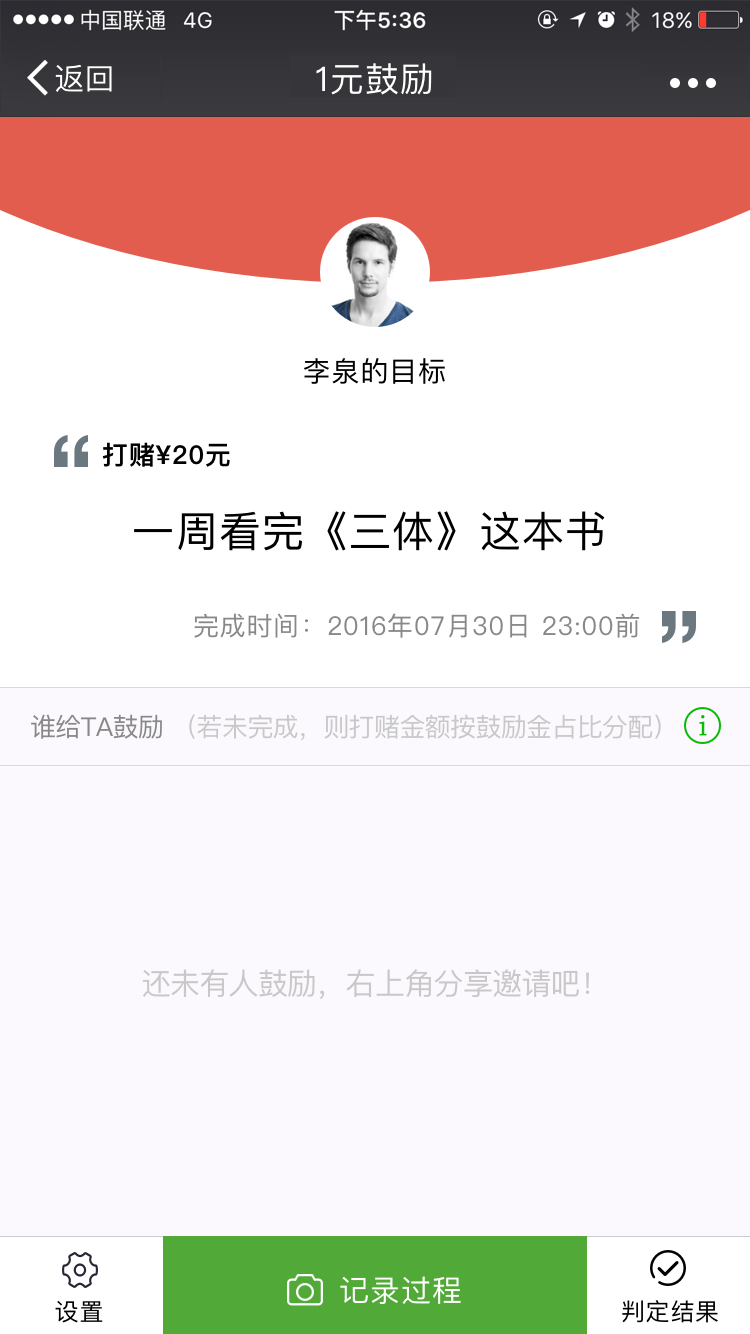 中国联通 4G 下午5:36 18%
返回 1元鼓励
李泉的目标
打赌¥20元
一周看完《三体》这本书
完成时间：2016年07月30日 23:00前
谁给TA鼓励（若未完成，则打赌金额按鼓励金占比分配）
还未有人鼓励，右上角分享邀请吧！
设置 记录过程 判定结果